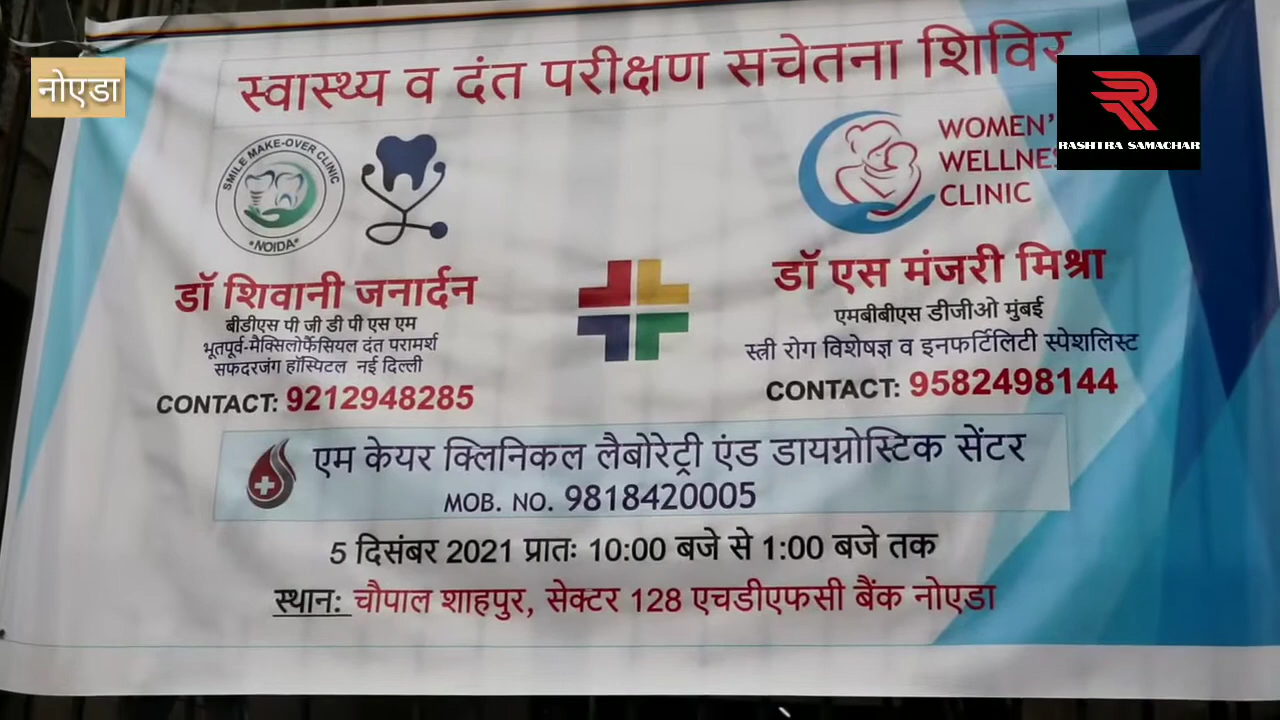 नोएडा
स्वास्थ्य व दंत परीक्षण सचेतना शिविर
SMILE MAKE-OVER CLINIC
*NOIDA*
WOMEN'
WELLNES
CLINIC
RASHTRA SAMACHAR
डॉ शिवानी जनार्दन
बीडीएस पी जी डी पी एस एम
भूतपूर्व-मैक्सिलोफेसियल दंत परामर्श
सफदरजंग हॉस्पिटल नई दिल्ली
CONTACT: 9212948285
डॉ एस मंजरी मिश्रा
एमबीबीएस डीजीओ मुंबई
स्त्री रोग विशेषज्ञ व इनफर्टिलिटी स्पेशलिस्ट
CONTACT: 9582498144
एम केयर क्लिनिकल लैबोरेट्री एंड डायग्नोस्टिक सेंटर
MOB. NO. 9818420005
5 दिसंबर 2021 प्रातः 10:00 बजे से 1:00 बजे तक
स्थान: चौपाल शाहपुर, सेक्टर 128 एचडीएफसी बैंक नोएडा